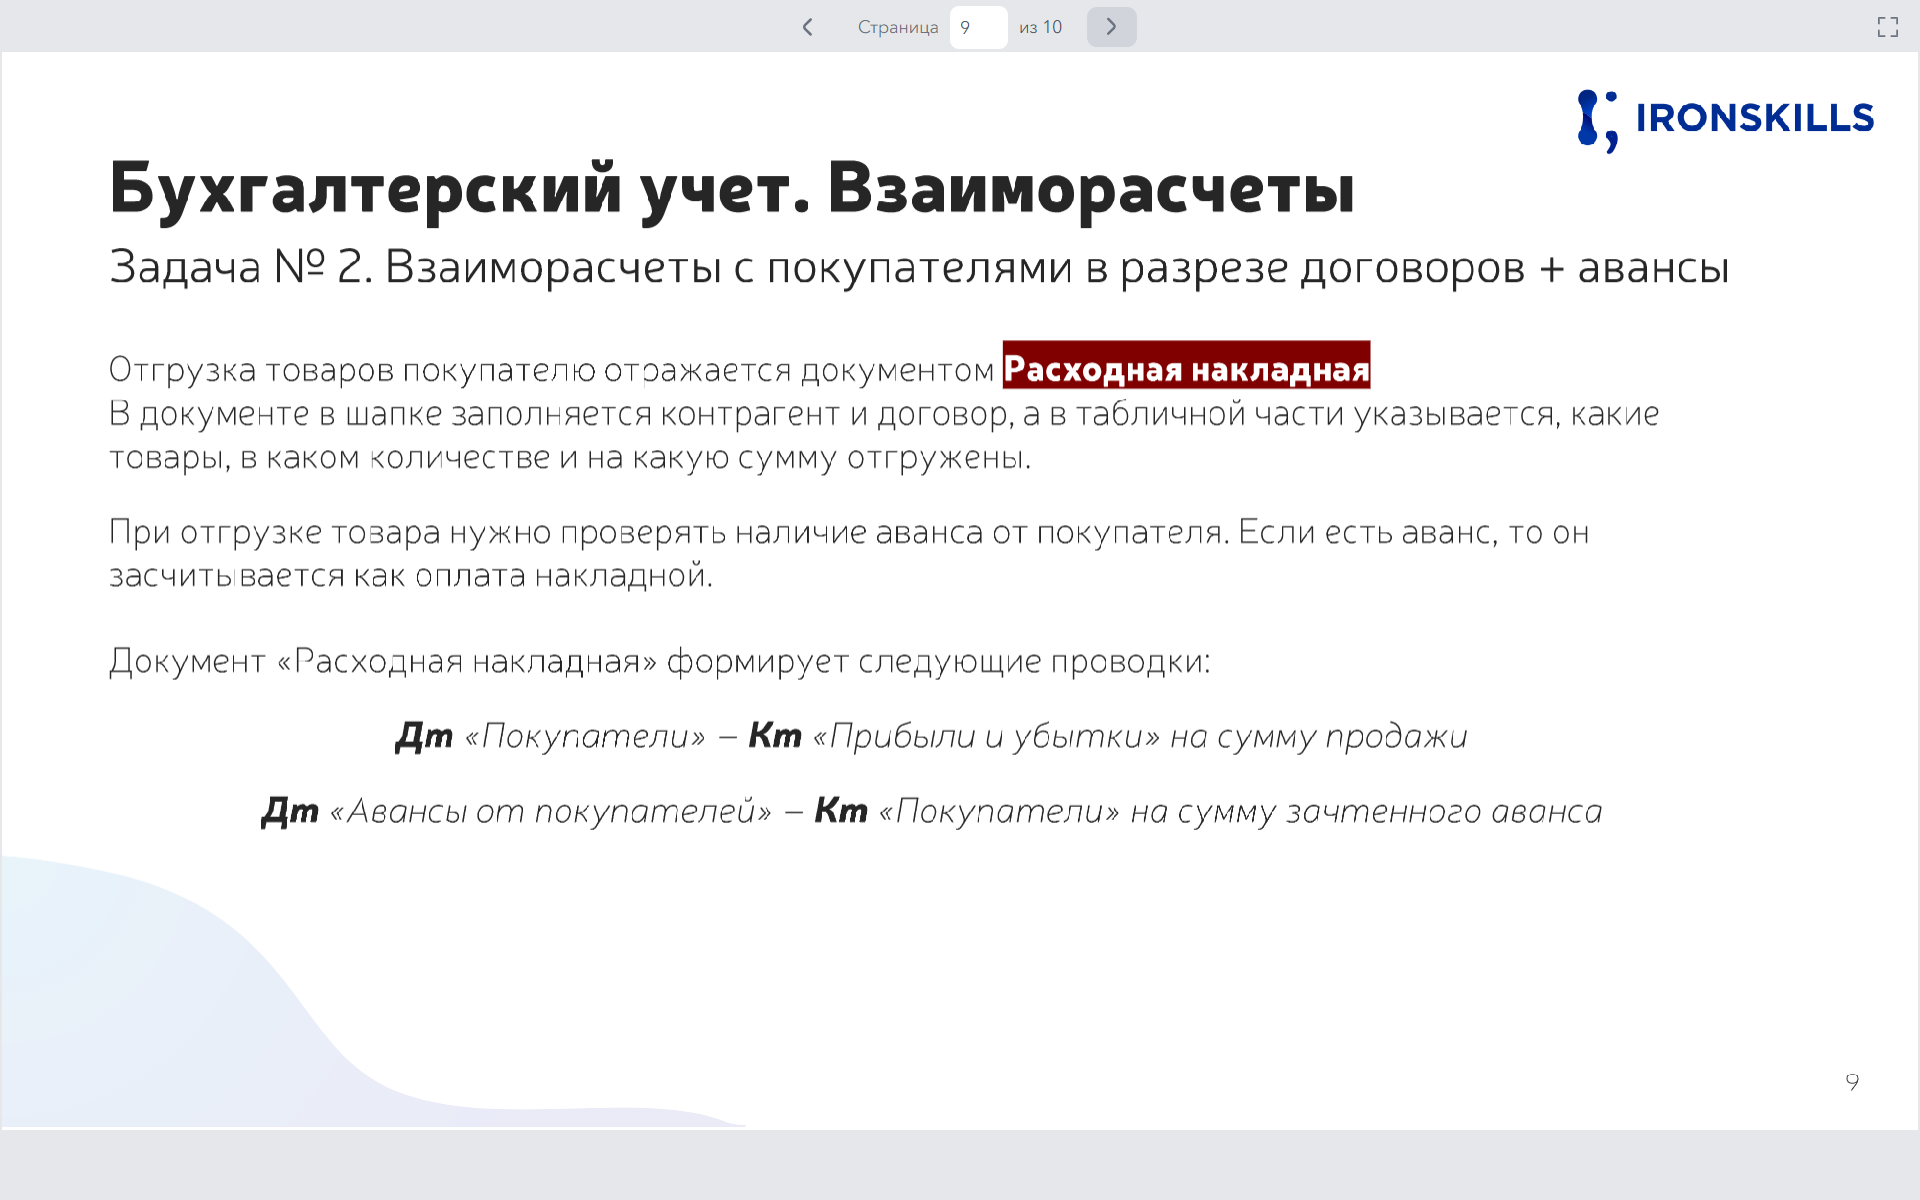 Страница 9 из 10
IRONSKILLS
Бухгалтерский учет. Взаиморасчеты
Задача № 2. Взаиморасчеты с покупателями в разрезе договоров + авансы
Отгрузка товаров покупателю отражается документом Расходная накладная
В документе в шапке заполняется контрагент и договор, а в табличной части указывается, какие
товары, в каком количестве и на какую сумму отгружены.
При отгрузке товара нужно проверять наличие аванса от покупателя. Если есть аванс, то он
засчитывается как оплата накладной.
Документ «Расходная накладная» формирует следующие проводки:
Дт «Покупатели» – Кт «Прибыли и убытки» на сумму продажи
Дт «Авансы от покупателей» – Кт «Покупатели» на сумму зачтенного аванса
9